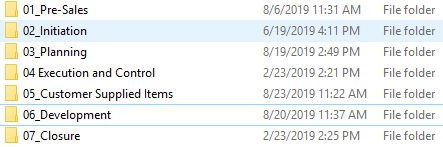 01_Pre-Sales 8/6/2019 11:31 AM File folder
02_Initiation 6/19/2019 4:11 PM File folder
03_Planning 8/19/2019 2:49 PM File folder
04 Execution and Control 2/23/2019 2:21 PM File folder
05_Customer Supplied Items 8/23/2019 11:22 AM File folder
06_Development 8/20/2019 11:37 AM File folder
07_Closure 2/23/2019 2:25 PM File folder